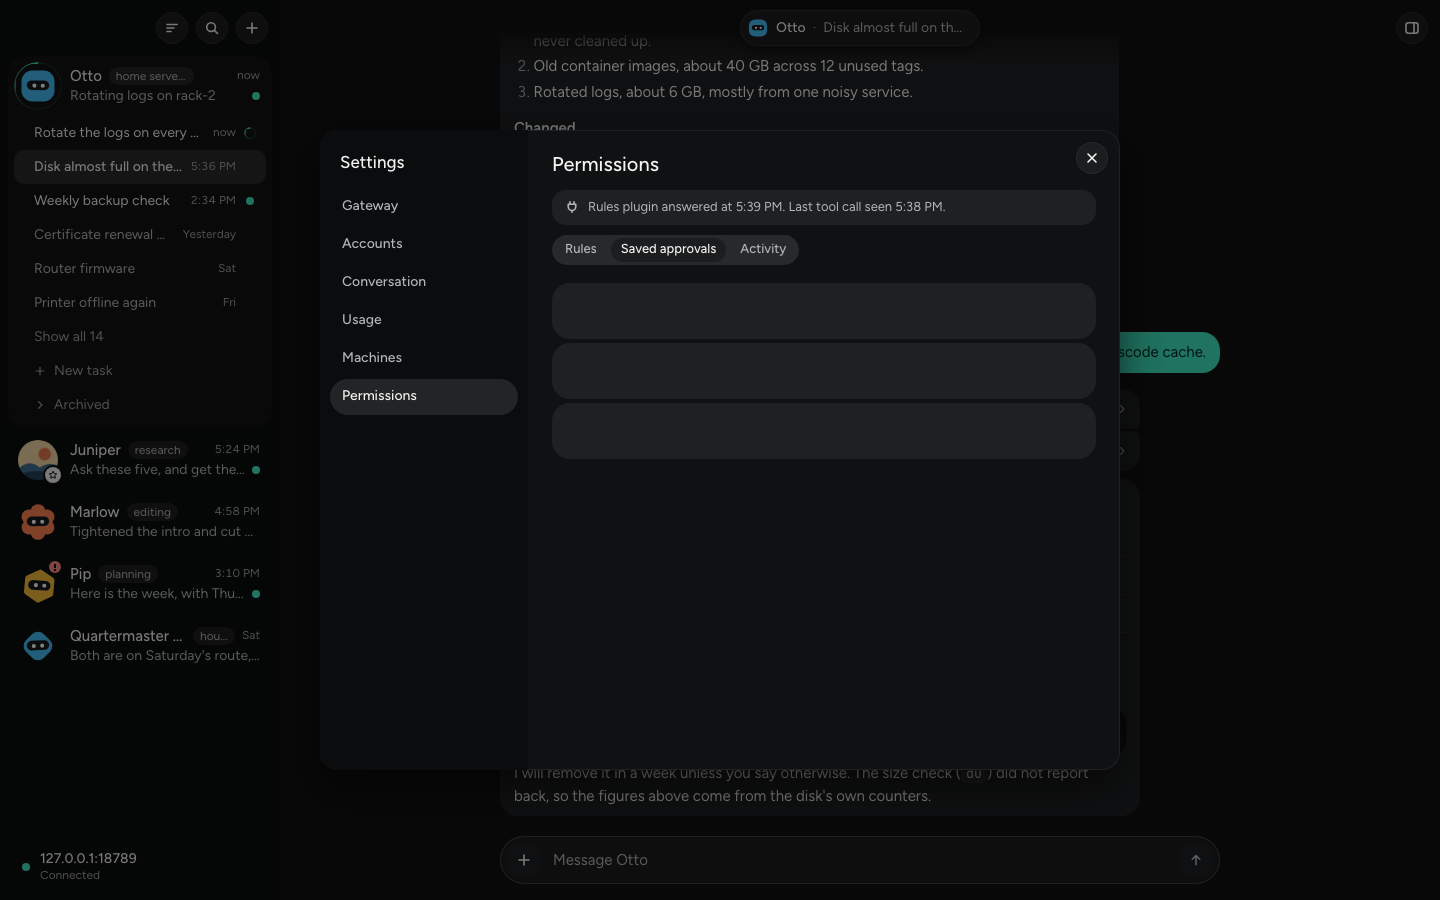 Otto home serve... now
Rotating logs on rack-2
Rotate the logs on every ... now
Disk almost full on the... 5:36 PM
Weekly backup check 2:34 PM
Certificate renewal ... Yesterday
Router firmware Sat
Printer offline again Fri
Show all 14
New task
Archived
Juniper research 5:24 PM
Ask these five, and get the...
Marlow editing 4:58 PM
Tightened the intro and cut ...
Pip planning 3:10 PM
Here is the week, with Thu...
Quartermaster ... hou... Sat
Both are on Saturday's route,...
127.0.0.1:18789
Connected
Otto · Disk almost full on th...
never cleaned up.
2. Old container images, about 40 GB across 12 unused tags.
3. Rotated logs, about 6 GB, mostly from one noisy service.
Changed
Settings
Gateway
Accounts
Conversation
Usage
Machines
Permissions
Permissions
Rules plugin answered at 5:39 PM. Last tool call seen 5:38 PM.
Rules Saved approvals Activity
scode cache.
I will remove it in a week unless you say otherwise. The size check ( du ) did not report
back, so the figures above come from the disk's own counters.
Message Otto